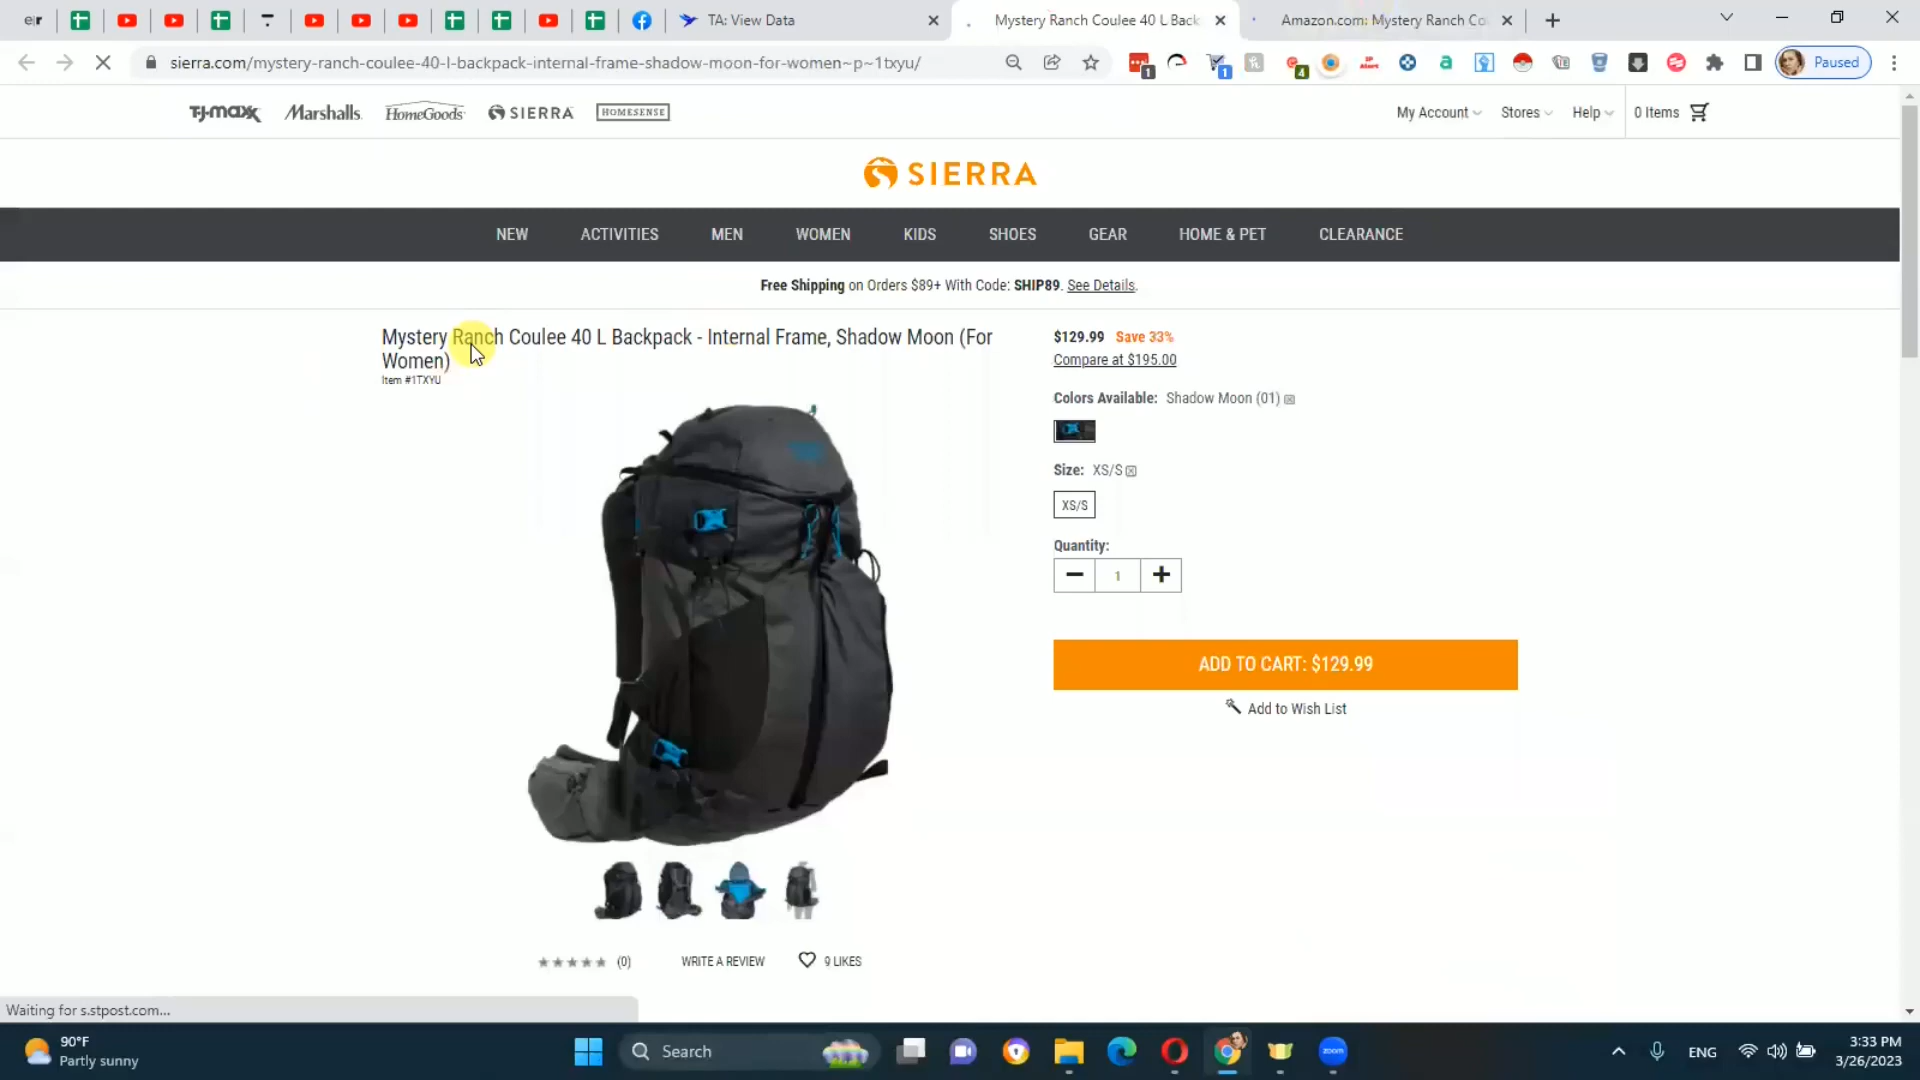 TA: View Data
Mystery Ranch Coulee 40 L Back
Amazon.com: Mystery Ranch Co
sierra.com/mystery-ranch-coulee-40-l-backpack-internal-frame-shadow-moon-for-women~p~1txyu/
1
1
4
Paused
TJ-maxx
Marshalls.
HomeGoods
SIERRA
HOMESENSE
My Account
Stores
Help
0 Items
SIERRA
NEW
ACTIVITIES
MEN
WOMEN
KIDS
SHOES
GEAR
HOME & PET
CLEARANCE
Free Shipping on Orders $89+ With Code: SHIP89. See Details.
Mystery Ranch Coulee 40 L Backpack - Internal Frame, Shadow Moon (For
Women)
Item #1TXYU
$129.99 Save 33%
Compare at $195.00
Colors Available: Shadow Moon (01)
Size: XS/S
XS/S
Quantity:
1
ADD TO CART: $129.99
Add to Wish List
(0)
WRITE A REVIEW
9 LIKES
Waiting for s.stpost.com...
90°F
Partly sunny
Search
zoom
ENG
3:33 PM
3/26/2023